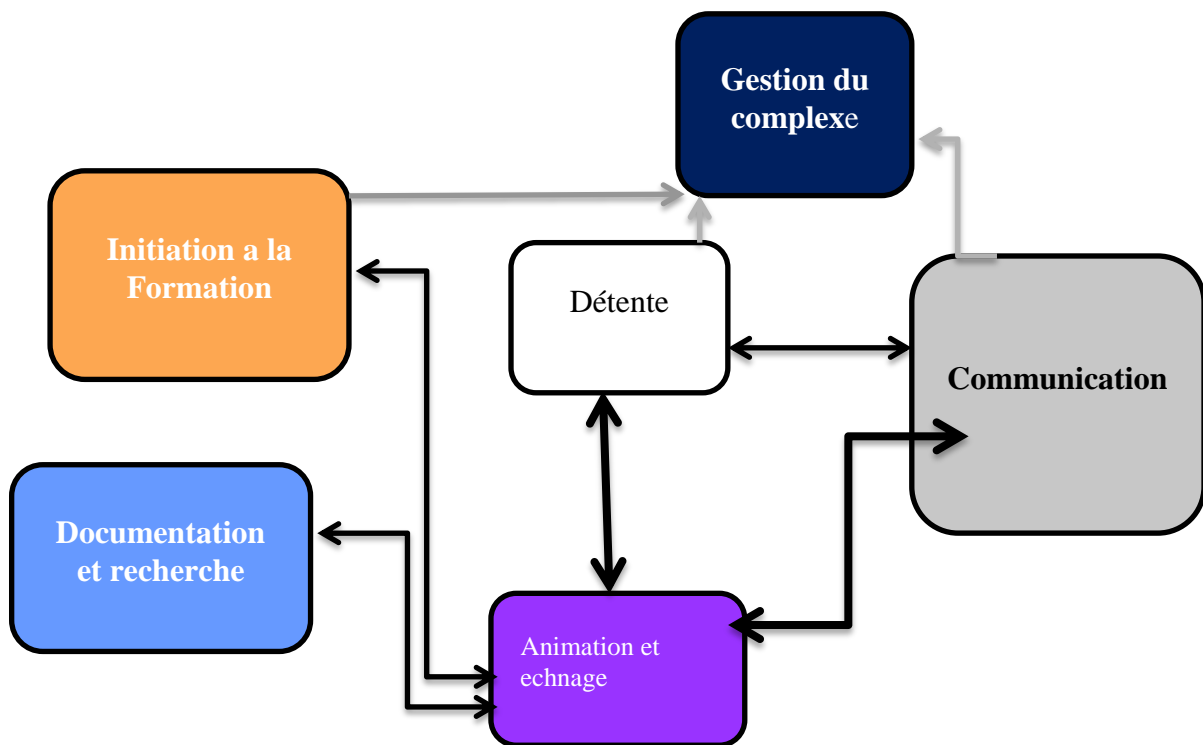 Gestion du
complexe
Initiation a la
Formation
Détente
Communication
Documentation
et recherche
Animation et
echnage